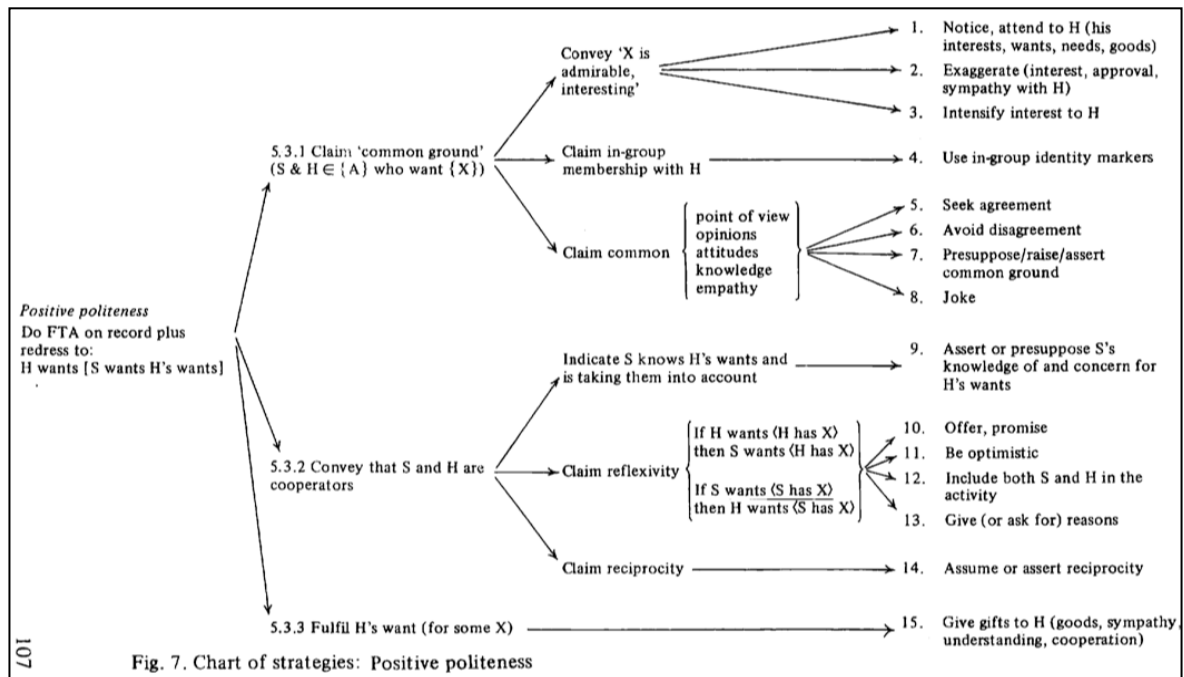 Convey ‘X is
admirable,
interesting’
1. Notice, attend to H (his
interests, wants, needs, goods)
2. Exaggerate (interest, approval,
sympathy with H)
3. Intensify interest to H
5.3.1 Claim ‘common ground’
(S & H ∈ {A} who want {X})
Claim in-group
membership with H
4. Use in-group identity markers
Claim common
point of view
opinions
attitudes
knowledge
empathy
5. Seek agreement
6. Avoid disagreement
7. Presuppose/raise/assert
common ground
8. Joke
Positive politeness
Do FTA on record plus
redress to:
H wants [S wants H's wants]
Indicate S knows H's wants and
is taking them into account
9. Assert or presuppose S's
knowledge of and concern for
H's wants
5.3.2 Convey that S and H are
cooperators
Claim reflexivity
If H wants ⟨H has X⟩
then S wants ⟨H has X⟩
If S wants ⟨S has X⟩
then H wants ⟨S has X⟩
10. Offer, promise
11. Be optimistic
12. Include both S and H in the
activity
13. Give (or ask for) reasons
Claim reciprocity
14. Assume or assert reciprocity
5.3.3 Fulfil H's want (for some X)
15. Give gifts to H (goods, sympathy,
understanding, cooperation)
107
Fig. 7. Chart of strategies: Positive politeness